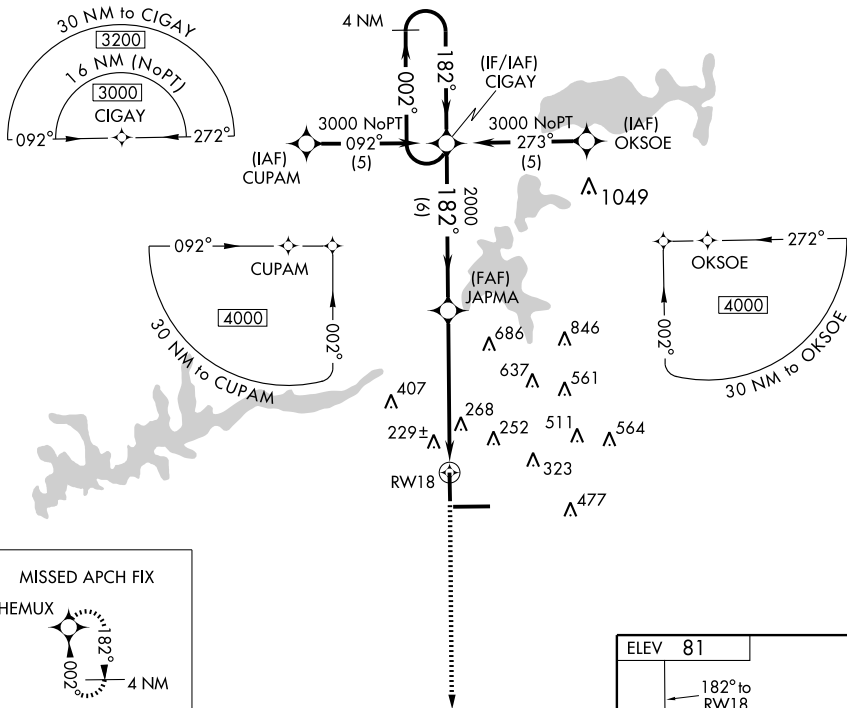 30 NM to CIGAY
3200
16 NM (NoPT)
3000
CIGAY
092°
272°
4 NM
002°
182°
(IF/IAF)
CIGAY
3000 NoPT
092°
(5)
(IAF)
CUPAM
3000 NoPT
273°
(5)
(IAF)
OKSOE
1049
2000
182°
(6)
092°
CUPAM
4000
002°
30 NM to CUPAM
(FAF)
JAPMA
272°
OKSOE
4000
002°
30 NM to OKSOE
686
846
637
561
407
268
229±
252
511
564
323
RW18
477
MISSED APCH FIX
HEMUX
182°
002°
4 NM
ELEV 81
182° to
RW18